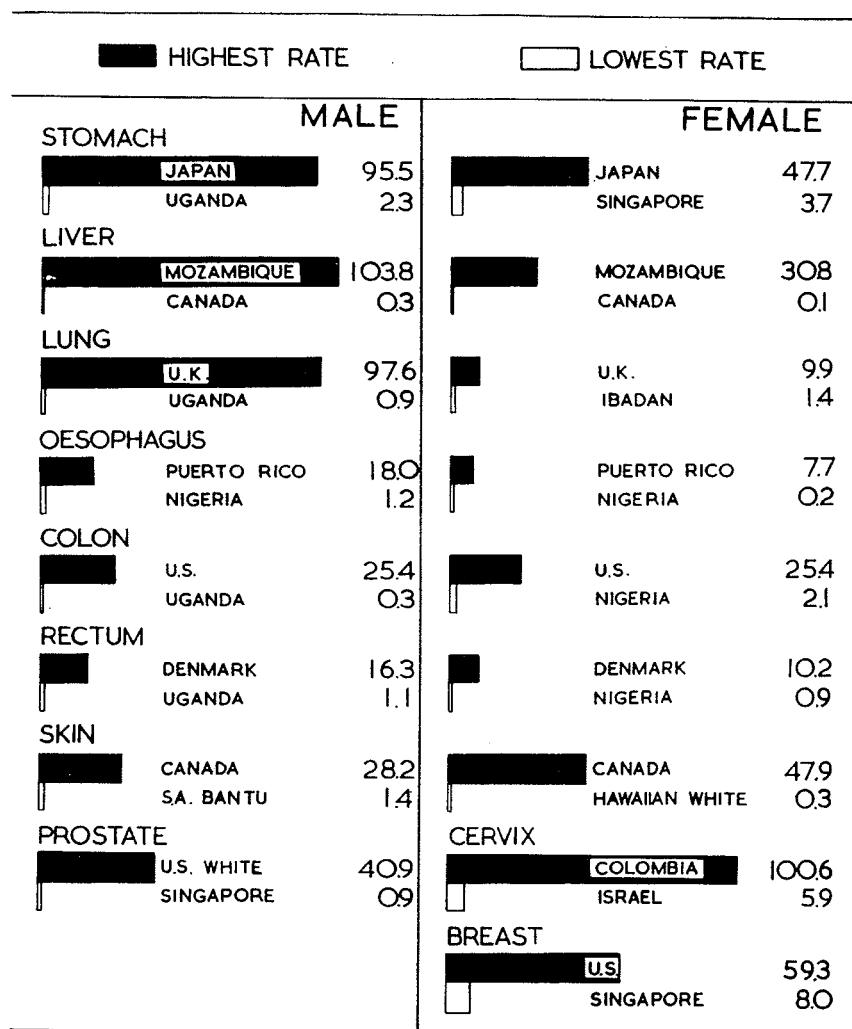 HIGHEST RATE LOWEST RATE
MALE FEMALE
STOMACH
JAPAN 95.5 JAPAN 47.7
UGANDA 2.3 SINGAPORE 3.7
LIVER
MOZAMBIQUE 103.8 MOZAMBIQUE 30.8
CANADA 0.3 CANADA 0.1
LUNG
U.K. 97.6 U.K. 9.9
UGANDA 0.9 IBADAN 1.4
OESOPHAGUS
PUERTO RICO 18.0 PUERTO RICO 7.7
NIGERIA 1.2 NIGERIA 0.2
COLON
U.S. 25.4 U.S. 25.4
UGANDA 0.3 NIGERIA 2.1
RECTUM
DENMARK 16.3 DENMARK 10.2
UGANDA 1.1 NIGERIA 0.9
SKIN
CANADA 28.2 CANADA 47.9
S.A. BANTU 1.4 HAWAIIAN WHITE 0.3
PROSTATE CERVIX
U.S. WHITE 40.9 COLOMBIA 100.6
SINGAPORE 0.9 ISRAEL 5.9
BREAST
U.S. 59.3
SINGAPORE 8.0